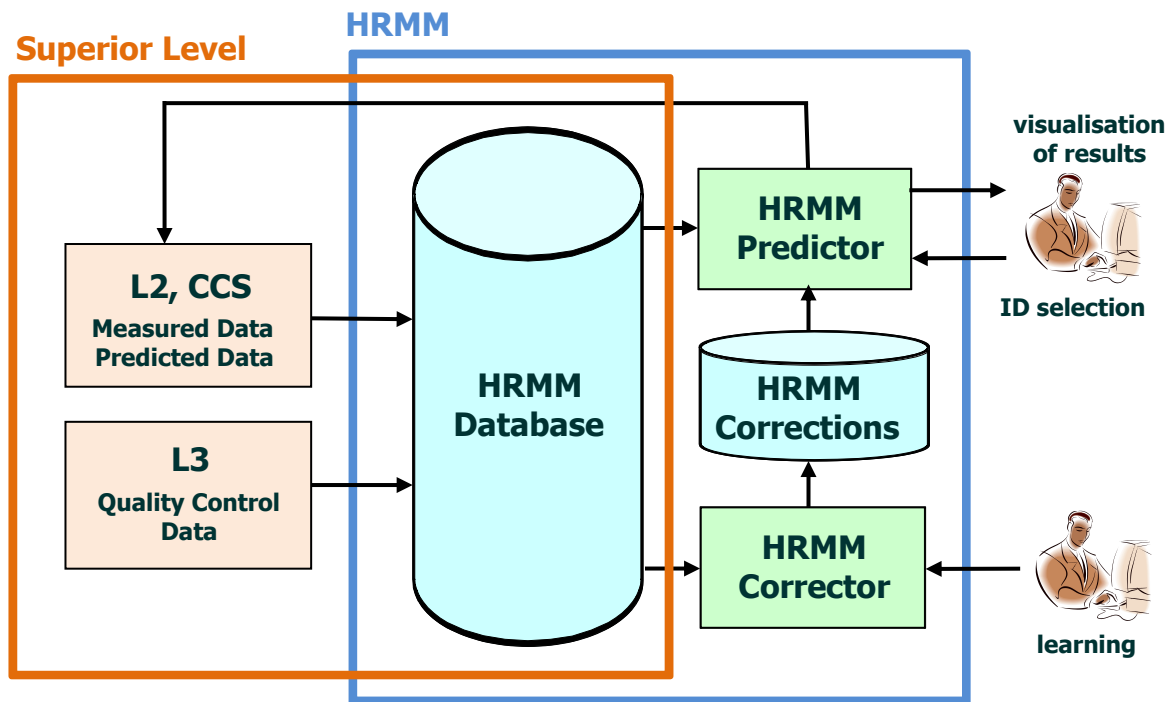 HRMM
Superior Level
visualisation
of results
HRMM
Predictor
L2, CCS
Measured Data
Predicted Data
ID selection
HRMM
Database
HRMM
Corrections
L3
Quality Control
Data
HRMM
Corrector
learning